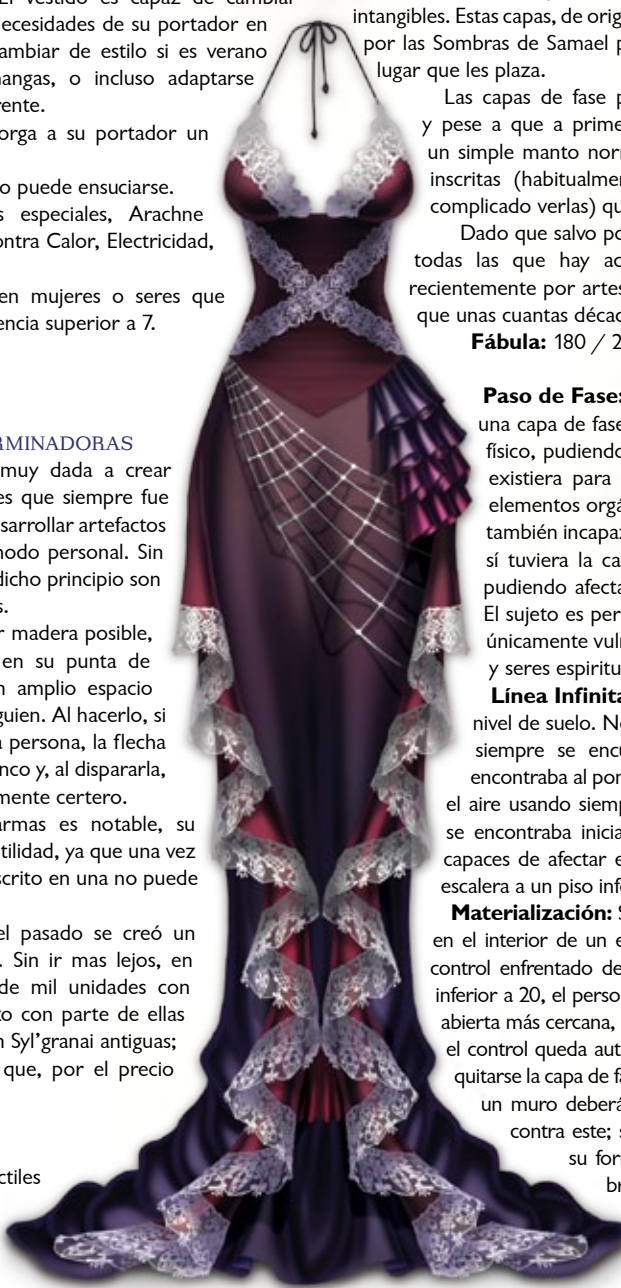 El vestido es capaz de cambiar
necesidades de su portador en
cambiar de estilo si es verano
mangas, o incluso adaptarse
rente.
orga a su portador un
o puede ensuciarse.
s especiales, Arachne
ontra Calor, Electricidad,
en mujeres o seres que
encia superior a 7.
RMINADORAS
muy dada a crear
es que siempre fue
sarrollar artefactos
modo personal. Sin
dicho principio son
s.
r madera posible,
en su punta de
n amplio espacio
guien. Al hacerlo, si
a persona, la flecha
nco y, al dispararla,
mente certero.
armas es notable, su
tilidad, ya que una vez
scrito en una no puede
el pasado se creó un
. Sin ir mas lejos, en
de mil unidades con
to con parte de ellas
n Syl'granai antiguas;
que, por el precio
ctiles
intangibles. Estas capas, de orig
por las Sombras de Samael p
lugar que les plaza.
Las capas de fase p
y pese a que a prime
un simple manto norm
inscritas (habitualmen
complicado verlas) qu
Dado que salvo po
todas las que hay ac
recientemente por artes
que unas cuantas décad
Fábula: 180 / 2
Paso de Fase:
una capa de fase
físico, pudiendo
existiera para
elementos orgá
también incapaz
sí tuviera la ca
pudiendo afecta
El sujeto es per
únicamente vuln
y seres espiritu
Línea Infinita
nivel de suelo. No
siempre se encu
encontraba al pon
el aire usando siemp
se encontraba inicia
capaces de afectar e
escalera a un piso infe
Materialización: S
en el interior de un e
control enfrentado de
inferior a 20, el perso
abierta más cercana,
el control queda aut
quitarse la capa de fa
un muro deberá
contra este; s
su for
br